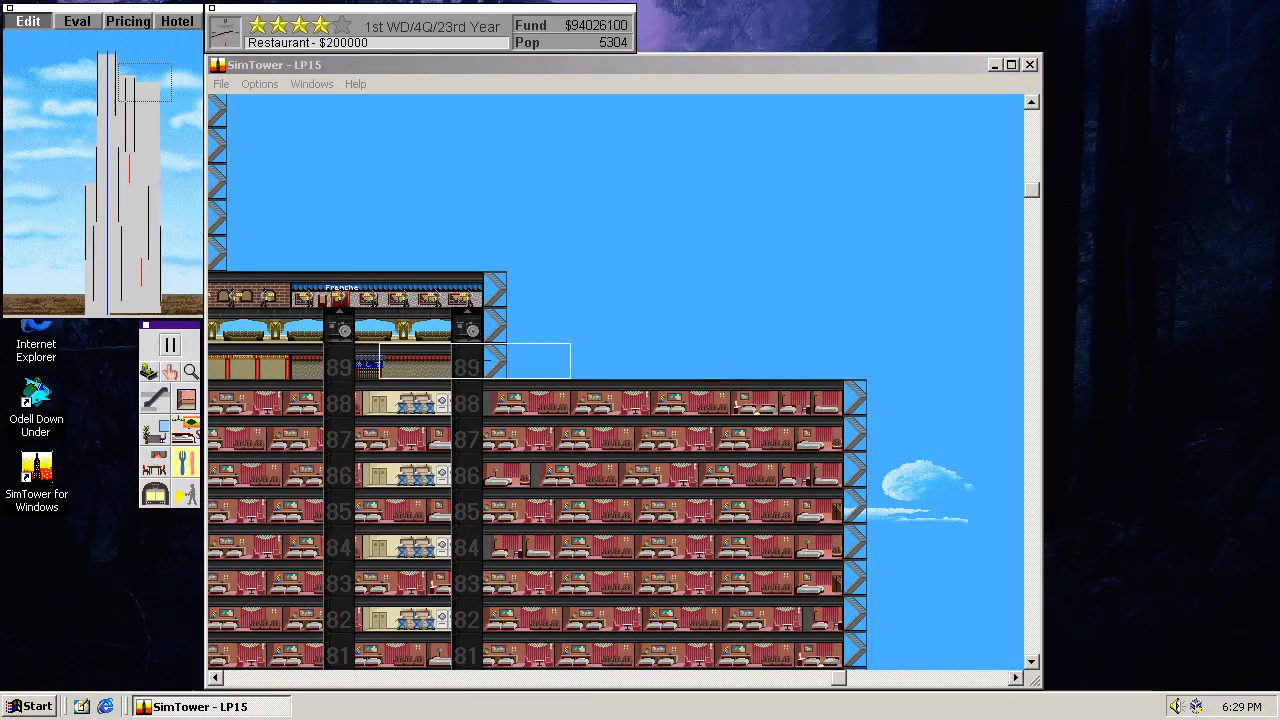 Edit Eval Pricing Hotel
1st WD/4Q/23rd Year
Restaurant - $200000
Fund $94026100
Pop 5304
SimTower - LP15
File Options Windows Help
Franche
89 89
88 88
87 87
86 86
85 85
84 84
83 83
82 82
81 81
Internet
Explorer
Odell Down
Under
SimTower for
Windows
Start
SimTower - LP15
6:29 PM